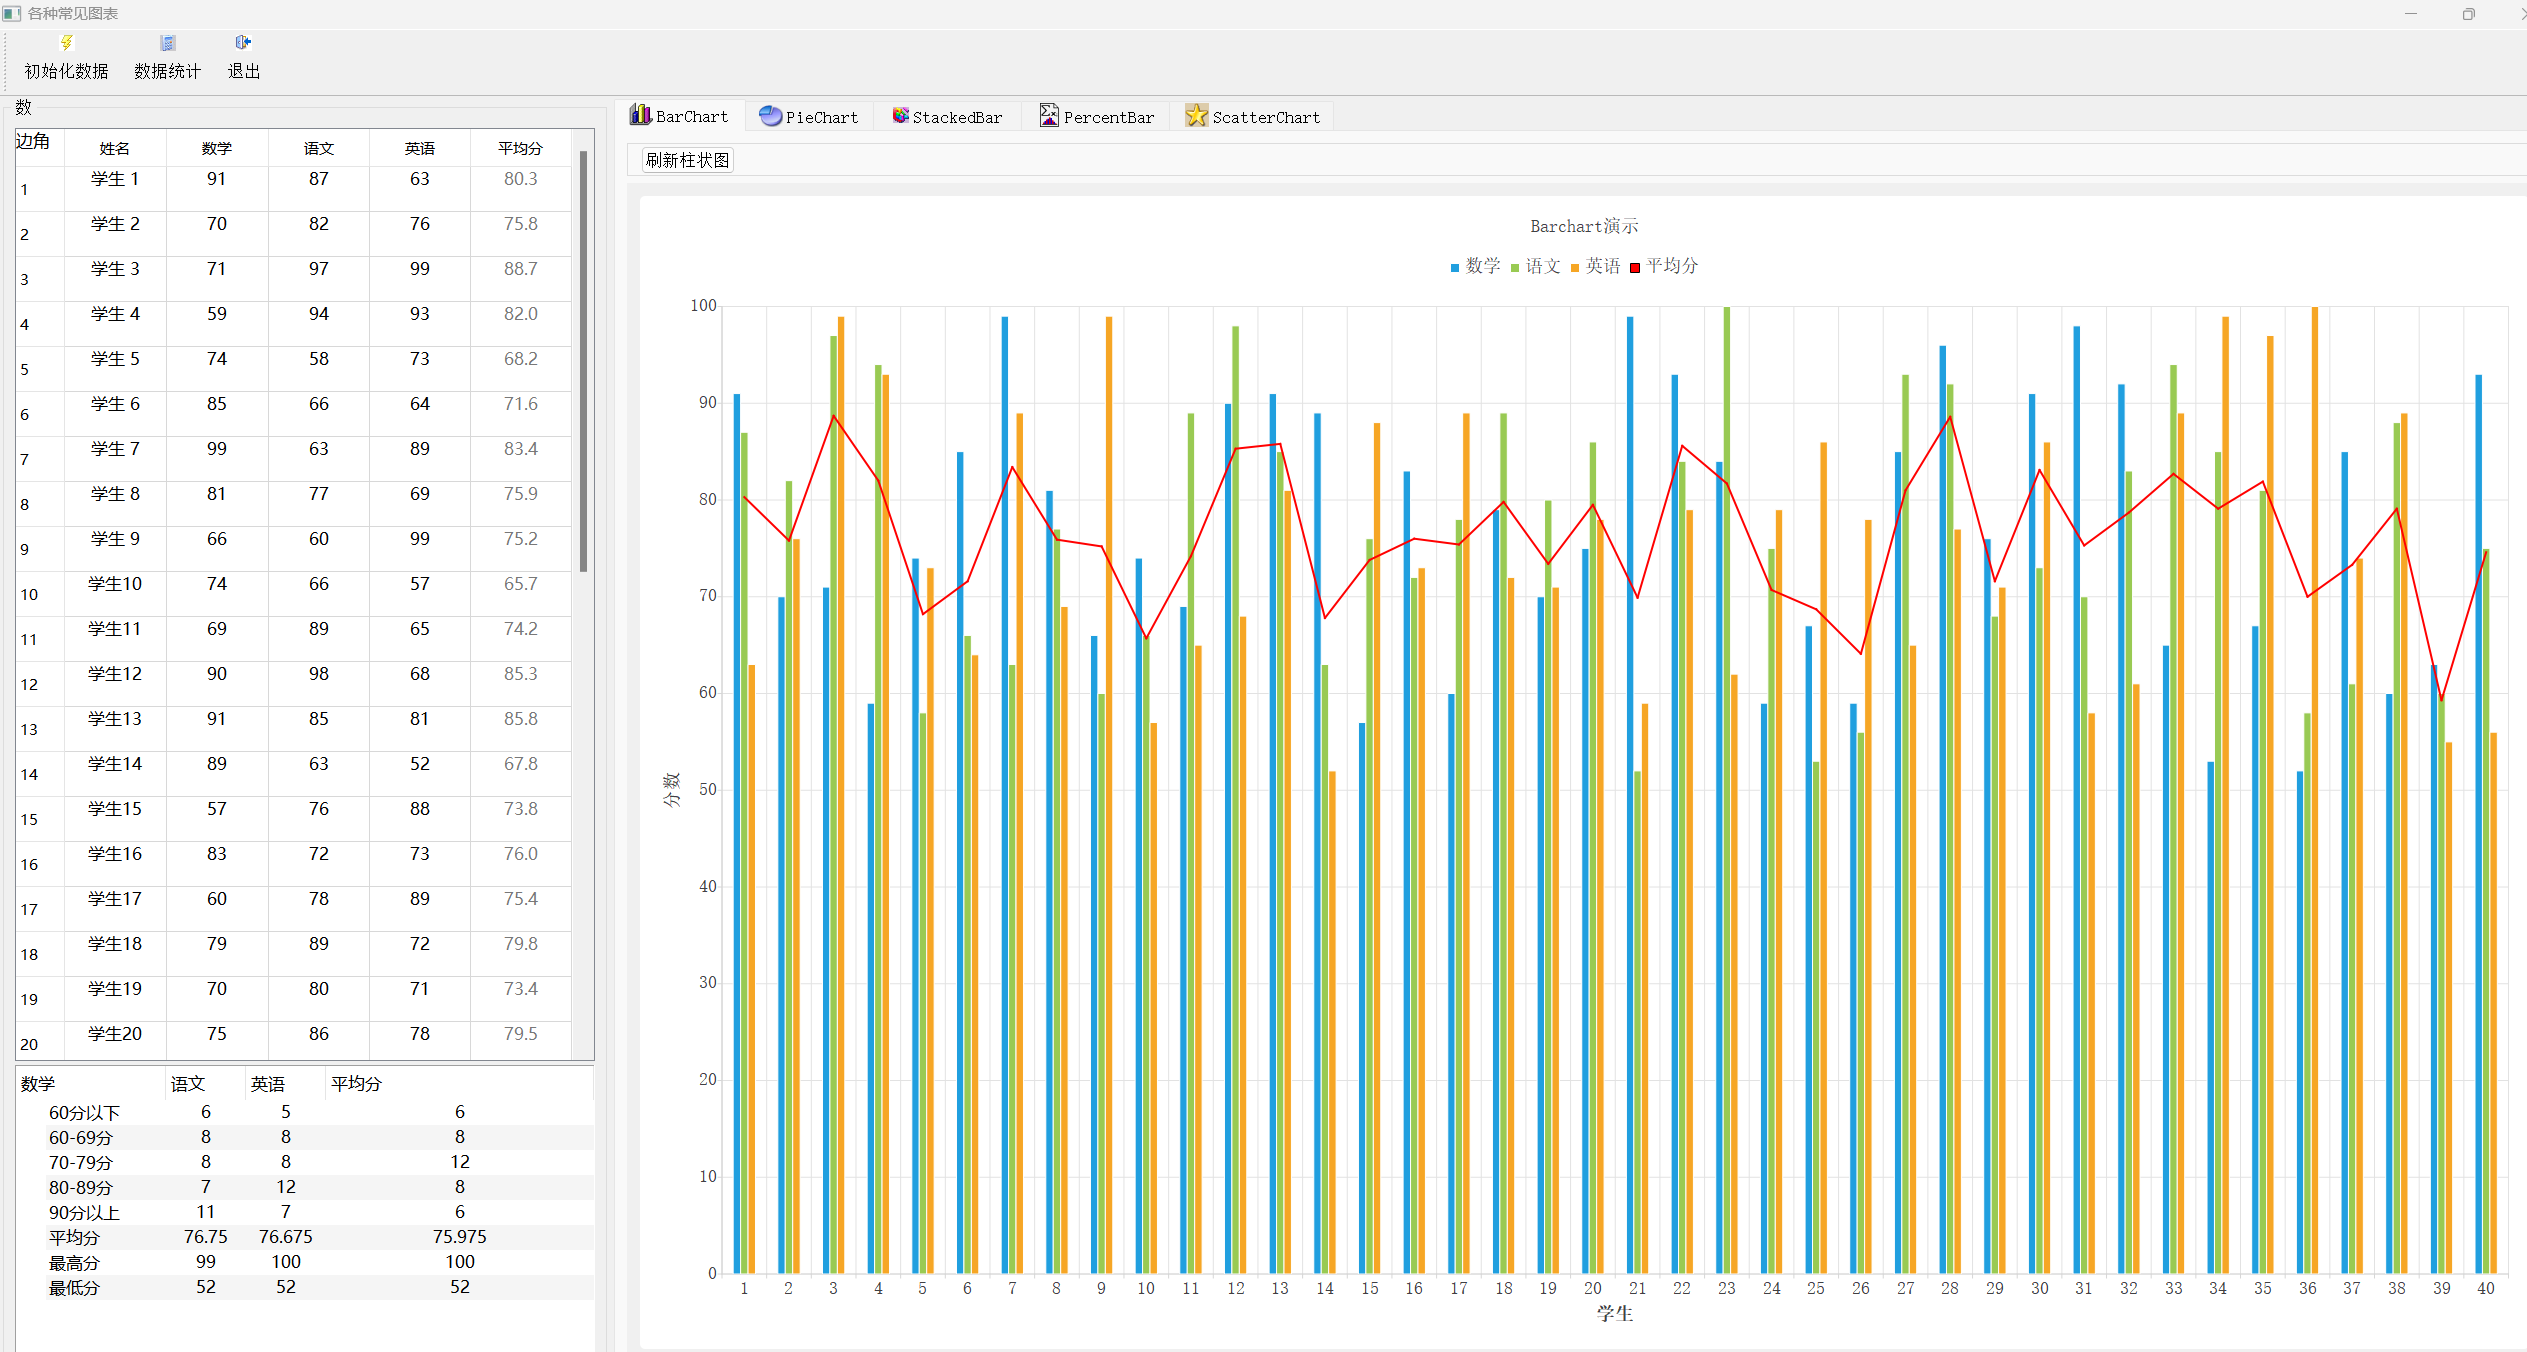 各种常见图表
初始化数据 数据统计 退出
数
边角 姓名 数学 语文 英语 平均分
1 学生 1 91 87 63 80.3
2 学生 2 70 82 76 75.8
3 学生 3 71 97 99 88.7
4 学生 4 59 94 93 82.0
5 学生 5 74 58 73 68.2
6 学生 6 85 66 64 71.6
7 学生 7 99 63 89 83.4
8 学生 8 81 77 69 75.9
9 学生 9 66 60 99 75.2
10 学生10 74 66 57 65.7
11 学生11 69 89 65 74.2
12 学生12 90 98 68 85.3
13 学生13 91 85 81 85.8
14 学生14 89 63 52 67.8
15 学生15 57 76 88 73.8
16 学生16 83 72 73 76.0
17 学生17 60 78 89 75.4
18 学生18 79 89 72 79.8
19 学生19 70 80 71 73.4
20 学生20 75 86 78 79.5
数学 语文 英语 平均分
60分以下 6 5 6
60-69分 8 8 8
70-79分 8 8 12
80-89分 7 12 8
90分以上 11 7 6
平均分 76.75 76.675 75.975
最高分 99 100 100
最低分 52 52 52
BarChart PieChart StackedBar PercentBar ScatterChart
刷新柱状图
Barchart演示
数学 语文 英语 平均分
100
90
80
70
60
50
40
30
20
10
0
分数
1 2 3 4 5 6 7 8 9 10 11 12 13 14 15 16 17 18 19 20 21 22 23 24 25 26 27 28 29 30 31 32 33 34 35 36 37 38 39 40
学生